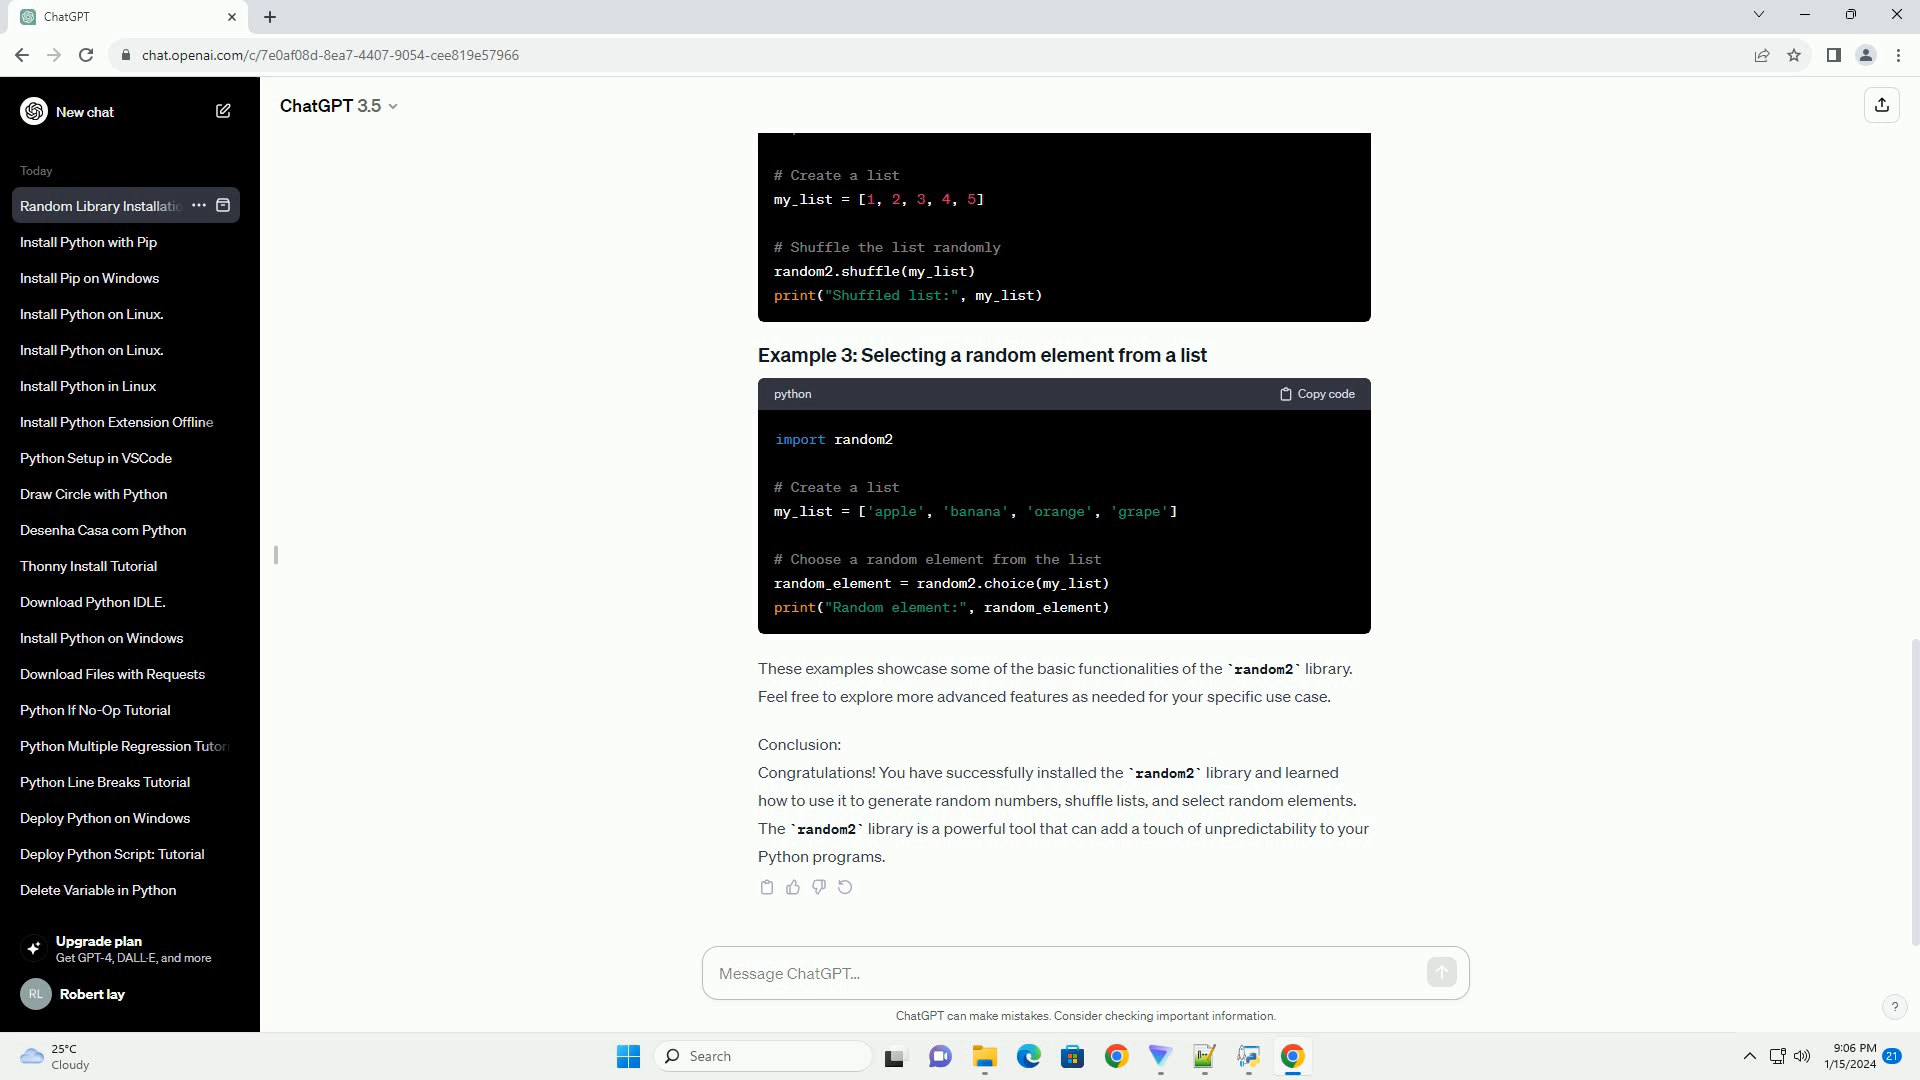 ChatGPT
chat.openai.com/c/7e0af08d-8ea7-4407-9054-cee819e57966
New chat
Today
Random Library Installatio
Install Python with Pip
Install Pip on Windows
Install Python on Linux.
Install Python on Linux.
Install Python in Linux
Install Python Extension Offline
Python Setup in VSCode
Draw Circle with Python
Desenha Casa com Python
Thonny Install Tutorial
Download Python IDLE.
Install Python on Windows
Download Files with Requests
Python If No-Op Tutorial
Python Multiple Regression Tutori
Python Line Breaks Tutorial
Deploy Python on Windows
Deploy Python Script: Tutorial
Delete Variable in Python
Upgrade plan
Get GPT-4, DALL·E, and more
RL Robert lay
ChatGPT 3.5
# Create a list
my_list = [1, 2, 3, 4, 5]
# Shuffle the list randomly
random2.shuffle(my_list)
print("Shuffled list:", my_list)
Example 3: Selecting a random element from a list
python Copy code
import random2
# Create a list
my_list = ['apple', 'banana', 'orange', 'grape']
# Choose a random element from the list
random_element = random2.choice(my_list)
print("Random element:", random_element)
These examples showcase some of the basic functionalities of the `random2` library.
Feel free to explore more advanced features as needed for your specific use case.
Conclusion:
Congratulations! You have successfully installed the `random2` library and learned
how to use it to generate random numbers, shuffle lists, and select random elements.
The `random2` library is a powerful tool that can add a touch of unpredictability to your
Python programs.
Message ChatGPT...
ChatGPT can make mistakes. Consider checking important information.
?
25°C
Cloudy
Search
9:06 PM
1/15/2024
21